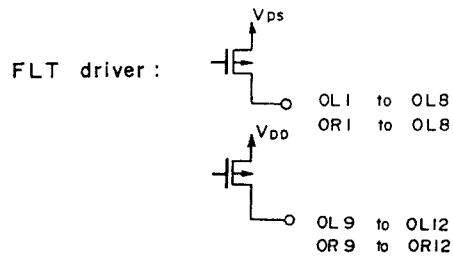 VPS
FLT driver :
OL1 to OL8
OR1 to OL8
VDD
OL9 to OL12
OR9 to OR12